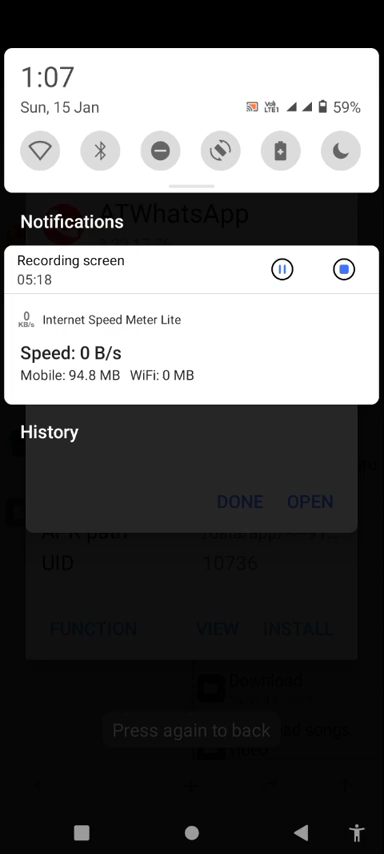 1:07
Sun, 15 Jan
VoI LTE1
59%
ATWhatsApp
Notifications
Recording screen
05:18
0
KB/s
Internet Speed Meter Lite
Speed: 0 B/s
Mobile: 94.8 MB WiFi: 0 MB
History
DONE OPEN
APK path
UID 10736
FUNCTION VIEW INSTALL
Download
Press again to back